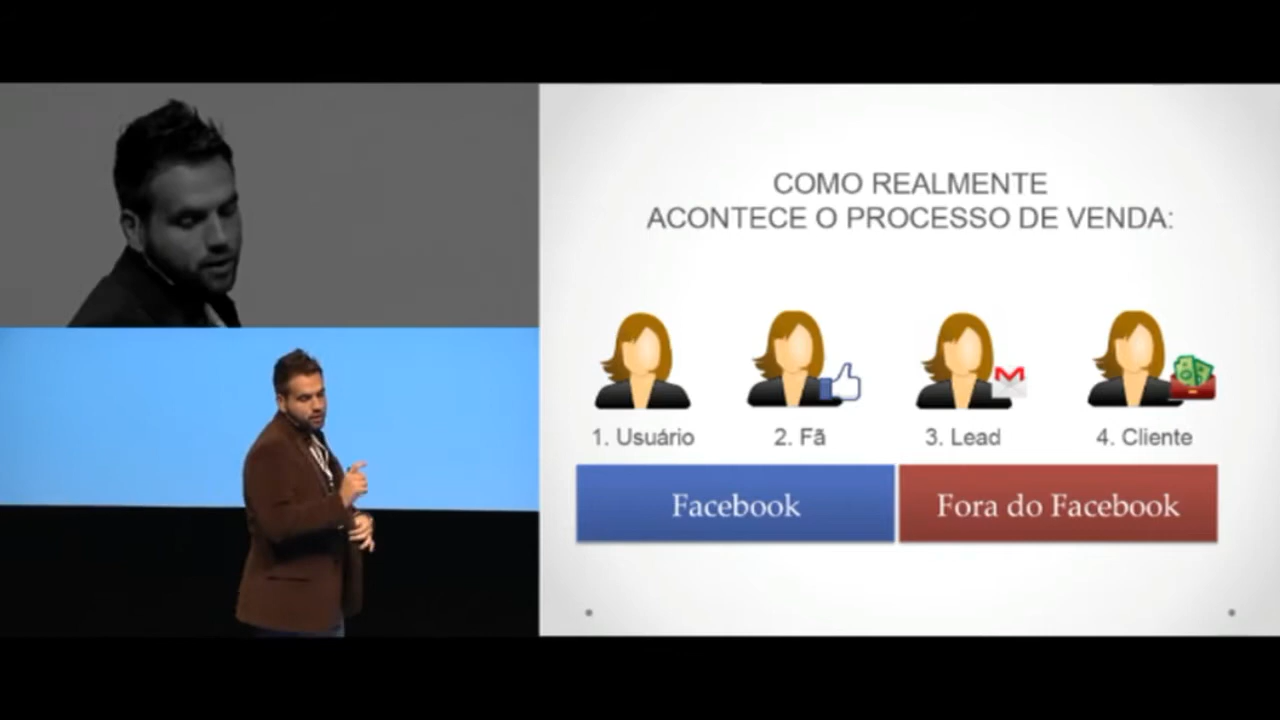 COMO REALMENTE
ACONTECE O PROCESSO DE VENDA:
1. Usuário
2. Fã
3. Lead
4. Cliente
Facebook
Fora do Facebook